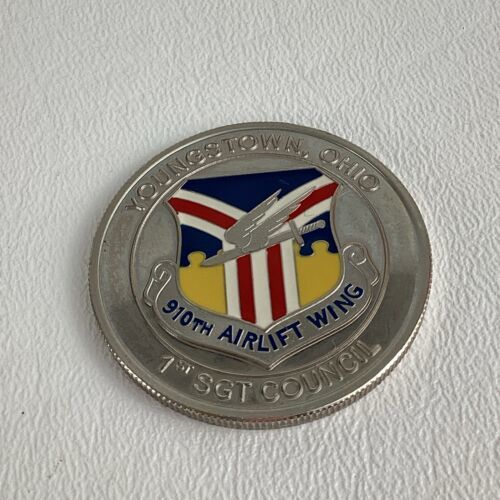 YOUNGSTOWN, OHIO
910TH AIRLIFT WING
1ST SGT COUNCIL